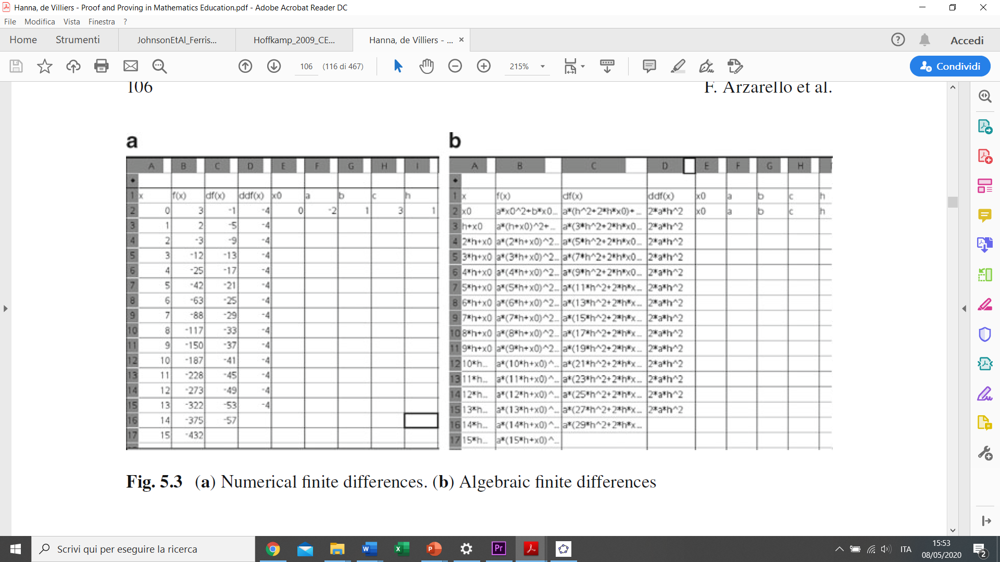 Hanna, de Villiers - Proof and Proving in Mathematics Education.pdf - Adobe Acrobat Reader DC
File Modifica Vista Finestra ?
Home Strumenti JohnsonEtAl_Ferris... Hoffkamp_2009_CE... Hanna, de Villiers - ... × Accedi
106 (116 di 467) 215% Condividi
106 F. Arzarello et al.
a
A B C D E F G H I
1 x f(x) df(x) ddf(x) x0 a b c h
2 0 3 -1 -4 0 -2 1 3 1
3 1 2 -5 -4
4 2 -3 -9 -4
5 3 -12 -13 -4
6 4 -25 -17 -4
7 5 -42 -21 -4
8 6 -63 -25 -4
9 7 -88 -29 -4
10 8 -117 -33 -4
11 9 -150 -37 -4
12 10 -187 -41 -4
13 11 -228 -45 -4
14 12 -273 -49 -4
15 13 -322 -53 -4
16 14 -375 -57
17 15 -432
b
A B C D E F G H
1 x f(x) df(x) ddf(x) x0 a b c h
2 x0 a*x0^2+b*x0... a*(h^2+2*h*x0)+... 2*a*h^2 x0 a b c h
3 h+x0 a*(h+x0)^2+... a*(3*h^2+2*h*x0... 2*a*h^2
4 2*h+x0 a*(2*h+x0)^2... a*(5*h^2+2*h*x0... 2*a*h^2
5 3*h+x0 a*(3*h+x0)^2... a*(7*h^2+2*h*x0... 2*a*h^2
6 4*h+x0 a*(4*h+x0)^2... a*(9*h^2+2*h*x0... 2*a*h^2
7 5*h+x0 a*(5*h+x0)^2... a*(11*h^2+2*h*x... 2*a*h^2
8 6*h+x0 a*(6*h+x0)^2... a*(13*h^2+2*h*x... 2*a*h^2
9 7*h+x0 a*(7*h+x0)^2... a*(15*h^2+2*h*x... 2*a*h^2
10 8*h+x0 a*(8*h+x0)^2... a*(17*h^2+2*h*x... 2*a*h^2
11 9*h+x0 a*(9*h+x0)^2... a*(19*h^2+2*h*x... 2*a*h^2
12 10*h... a*(10*h+x0)^... a*(21*h^2+2*h*x... 2*a*h^2
13 11*h... a*(11*h+x0)^... a*(23*h^2+2*h*x... 2*a*h^2
14 12*h... a*(12*h+x0)^... a*(25*h^2+2*h*x... 2*a*h^2
15 13*h... a*(13*h+x0)^... a*(27*h^2+2*h*x... 2*a*h^2
16 14*h... a*(14*h+x0)^... a*(29*h^2+2*h*x...
17 15*h... a*(15*h+x0)^...
Fig. 5.3 (a) Numerical finite differences. (b) Algebraic finite differences
Scrivi qui per eseguire la ricerca
Pr
ITA
15:53
08/05/2020
2